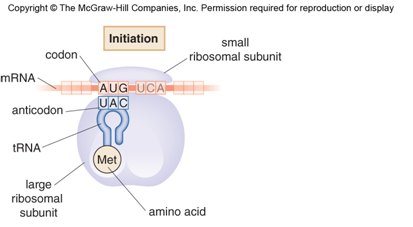 Copyright © The McGraw-Hill Companies, Inc. Permission required for reproduction or display
Initiation
small
ribosomal subunit
codon
mRNA
AUG UCA
anticodon
UAC
tRNA
Met
large
ribosomal
subunit
amino acid